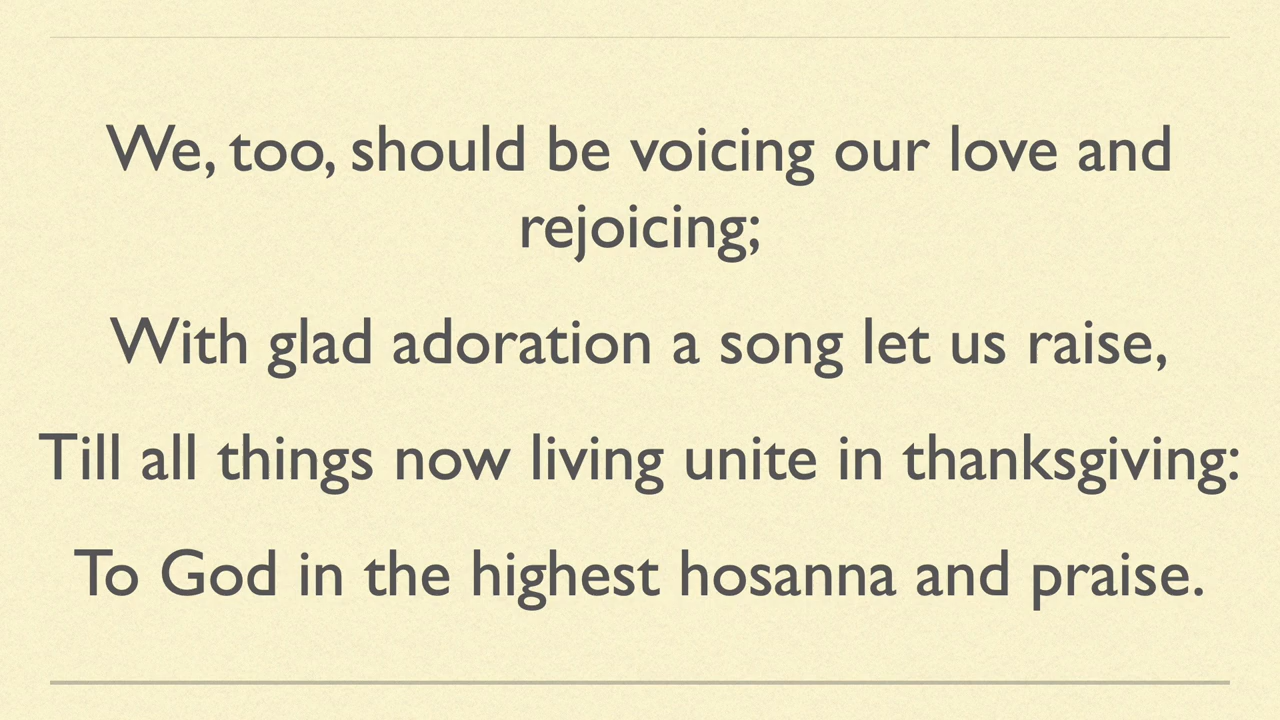 We, too, should be voicing our love and
rejoicing;
With glad adoration a song let us raise,
Till all things now living unite in thanksgiving:
To God in the highest hosanna and praise.